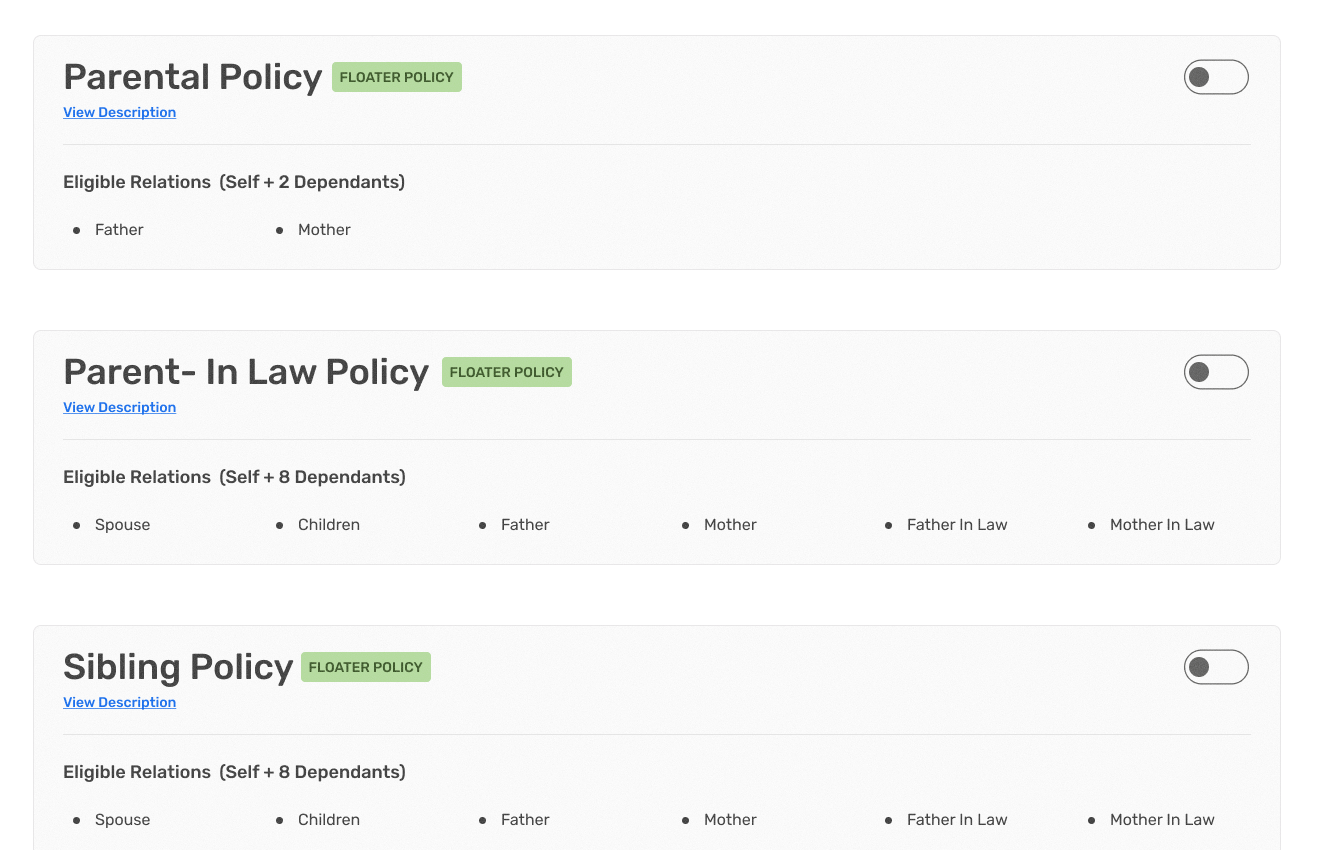 Parental Policy FLOATER POLICY
View Description
Eligible Relations (Self + 2 Dependants)
Father Mother
Parent- In Law Policy FLOATER POLICY
View Description
Eligible Relations (Self + 8 Dependants)
Spouse Children Father Mother Father In Law Mother In Law
Sibling Policy FLOATER POLICY
View Description
Eligible Relations (Self + 8 Dependants)
Spouse Children Father Mother Father In Law Mother In Law